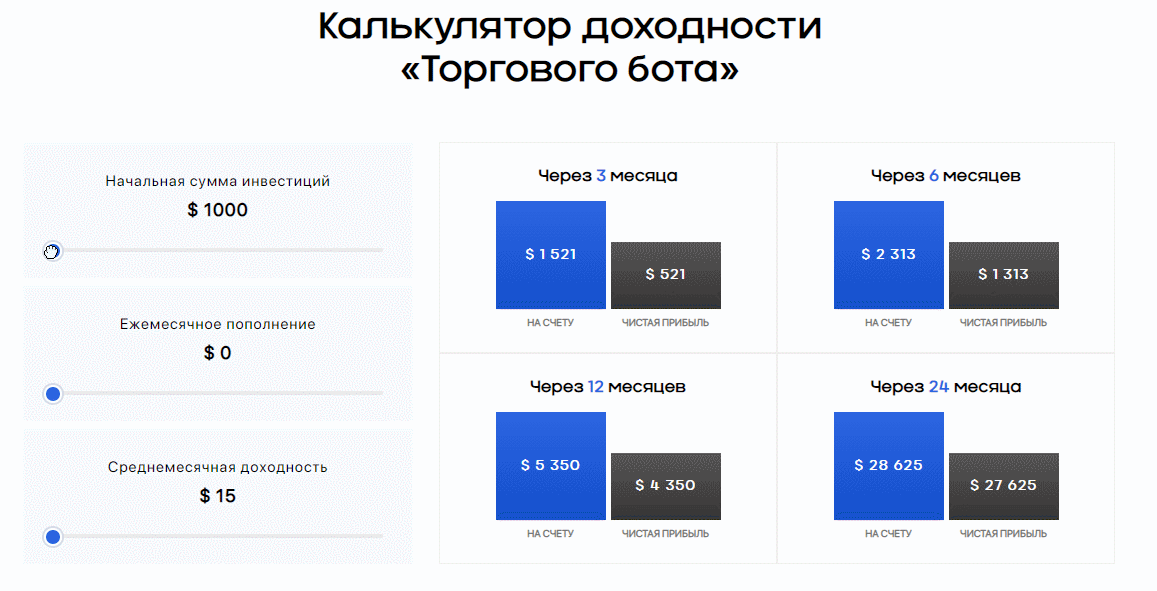 Калькулятор доходности
«Торгового бота»
Начальная сумма инвестиций
$ 1000
Ежемесячное пополнение
$ 0
Среднемесячная доходность
$ 15
Через 3 месяца
$ 1 521
$ 521
НА СЧЕТУ
ЧИСТАЯ ПРИБЫЛЬ
Через 6 месяцев
$ 2 313
$ 1 313
НА СЧЕТУ
ЧИСТАЯ ПРИБЫЛЬ
Через 12 месяцев
$ 5 350
$ 4 350
НА СЧЕТУ
ЧИСТАЯ ПРИБЫЛЬ
Через 24 месяца
$ 28 625
$ 27 625
НА СЧЕТУ
ЧИСТАЯ ПРИБЫЛЬ